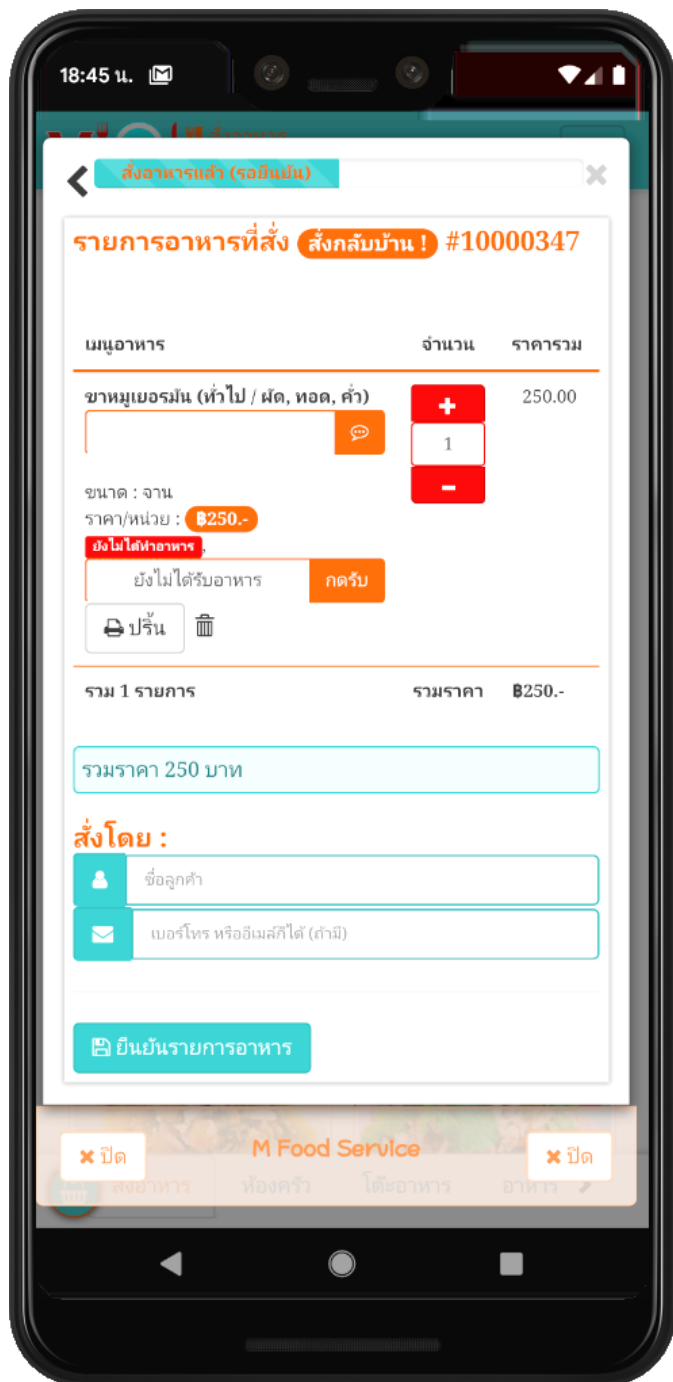 18:45 น.
สั่งอาหารแล้ว (รอยืนยัน)
รายการอาหารที่สั่ง สั่งกลับบ้าน ! #10000347
เมนูอาหาร จำนวน ราคารวม
ขาหมูเยอรมัน (ทั่วไป / ผัด, ทอด, คั่ว) 250.00
1
ขนาด : จาน
ราคา/หน่วย : ฿250.-
ยังไม่ได้ทำอาหาร ,
ยังไม่ได้รับอาหาร กดรับ
ปริ้น
รวม 1 รายการ รวมราคา ฿250.-
รวมราคา 250 บาท
สั่งโดย :
ชื่อลูกค้า
เบอร์โทร หรืออีเมล์ก็ได้ (ถ้ามี)
ยืนยันรายการอาหาร
ปิด M Food Service ปิด
สั่งอาหาร ห้องครัว โต๊ะอาหาร อาหาร